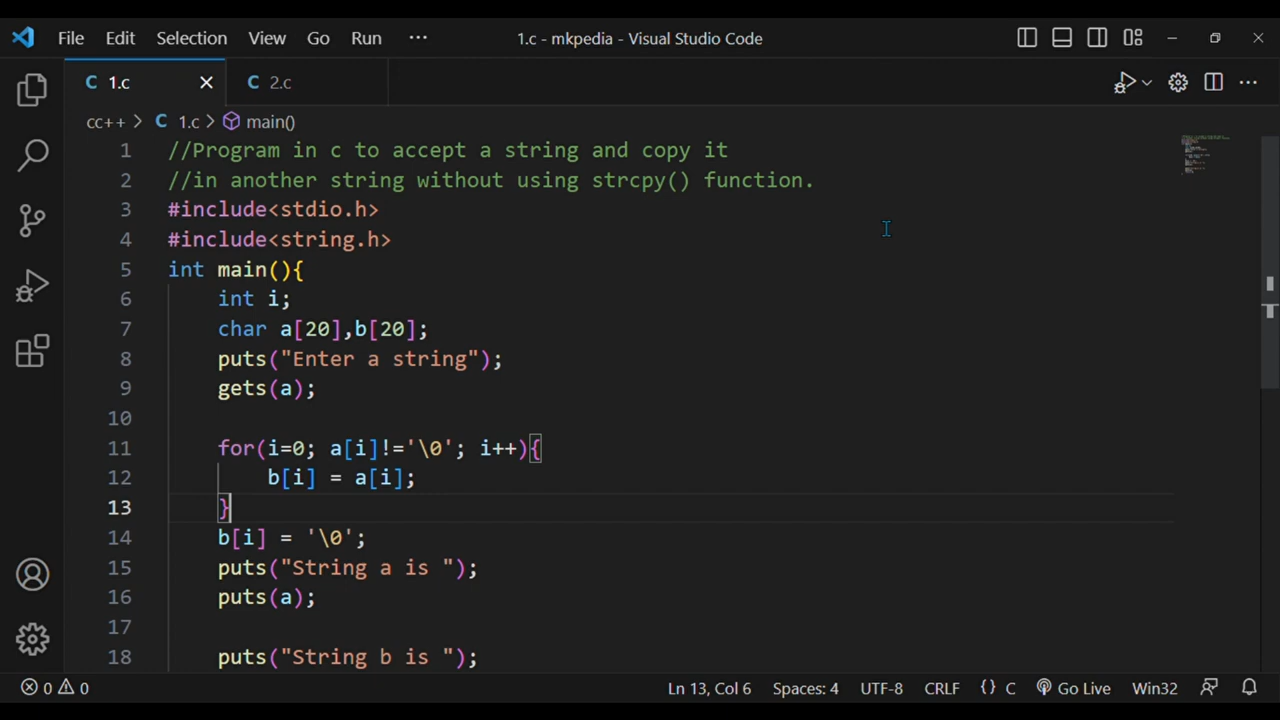 File Edit Selection View Go Run ··· 1.c - mkpedia - Visual Studio Code
C 1.c C 2.c
cc++ > C 1.c > main()
1 //Program in c to accept a string and copy it
2 //in another string without using strcpy() function.
3 #include<stdio.h>
4 #include<string.h>
5 int main(){
6 int i;
7 char a[20],b[20];
8 puts("Enter a string");
9 gets(a);
10
11 for(i=0; a[i]!='\0'; i++){
12 b[i] = a[i];
13 }
14 b[i] = '\0';
15 puts("String a is ");
16 puts(a);
17
18 puts("String b is ");
0 0 Ln 13, Col 6 Spaces: 4 UTF-8 CRLF {} C Go Live Win32